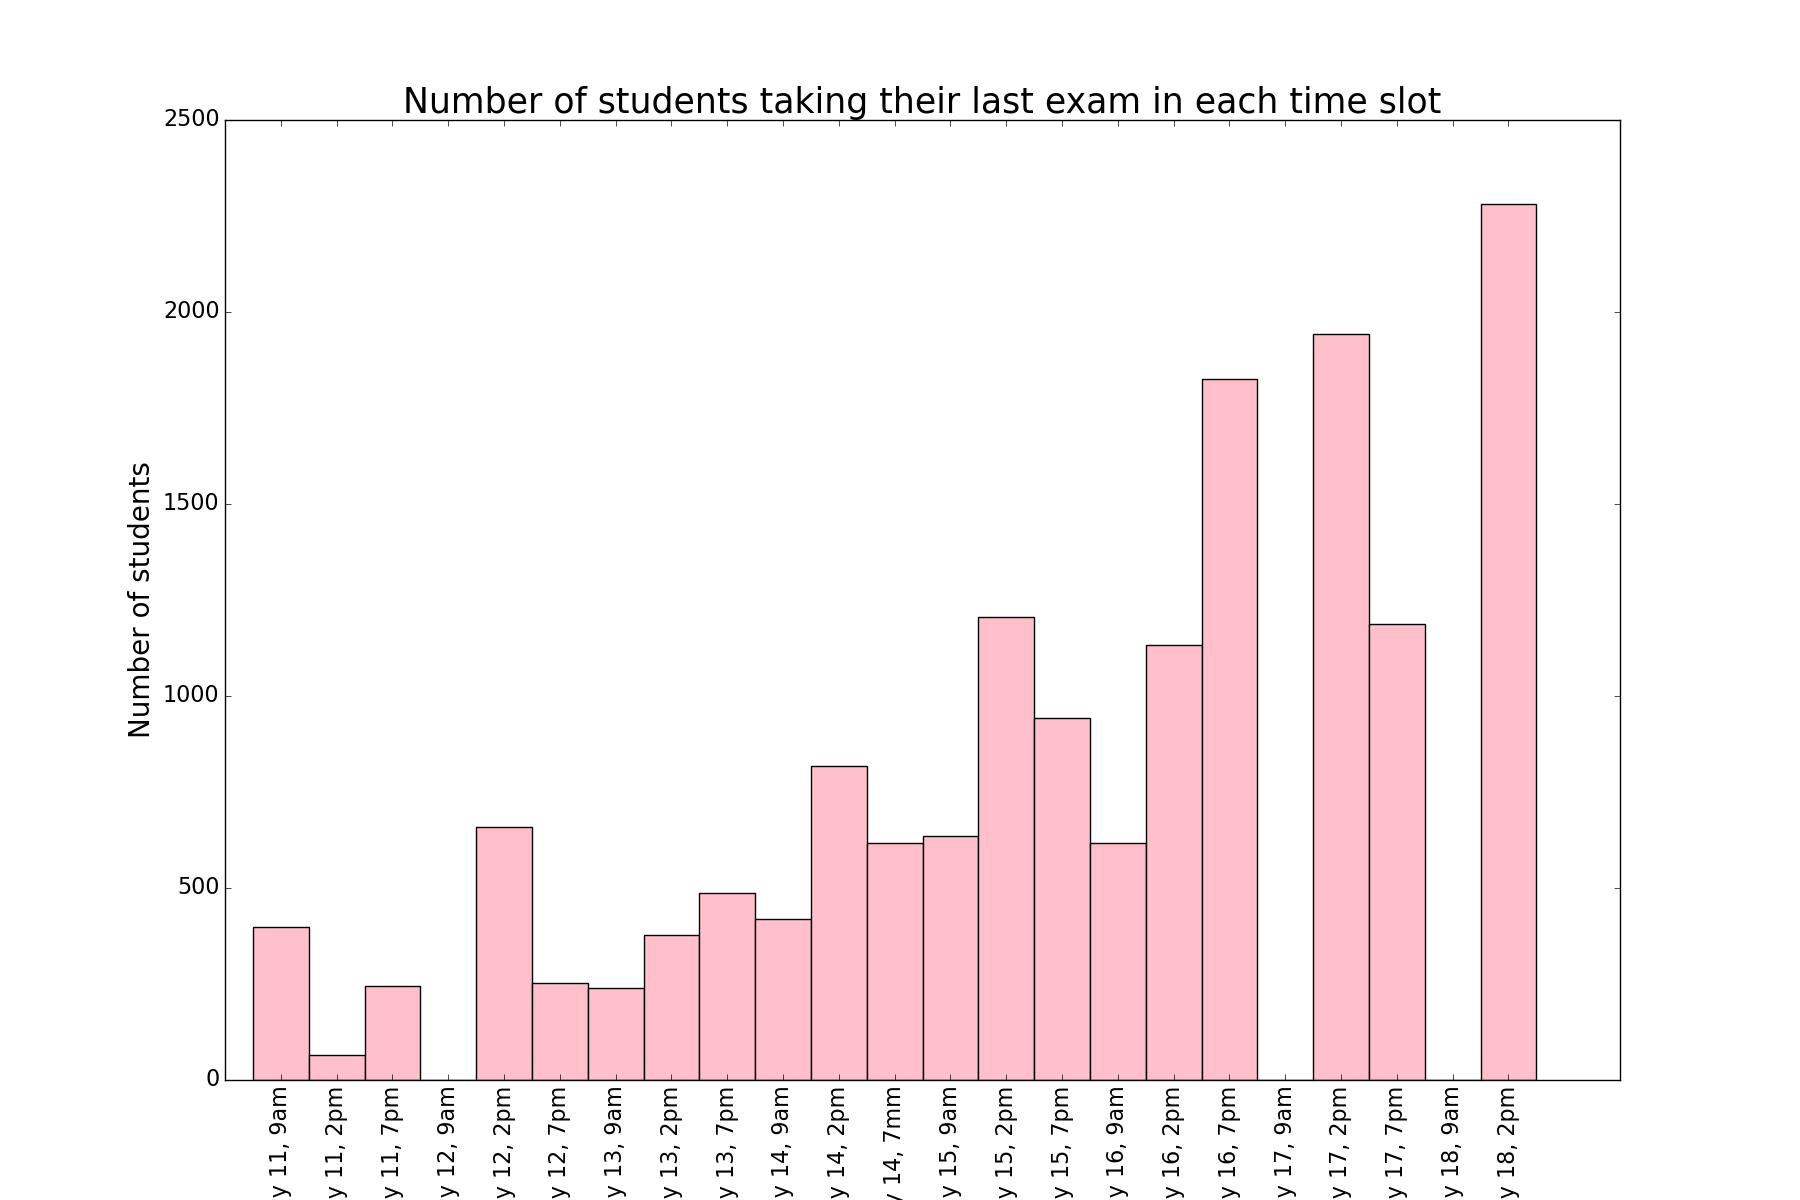 Number of students taking their last exam in each time slot
Number of students
2500
2000
1500
1000
500
0
y 11, 9am
y 11, 2pm
y 11, 7pm
y 12, 9am
y 12, 2pm
y 12, 7pm
y 13, 9am
y 13, 2pm
y 13, 7pm
y 14, 9am
y 14, 2pm
y 14, 7mm
y 15, 9am
y 15, 2pm
y 15, 7pm
y 16, 9am
y 16, 2pm
y 16, 7pm
y 17, 9am
y 17, 2pm
y 17, 7pm
y 18, 9am
y 18, 2pm